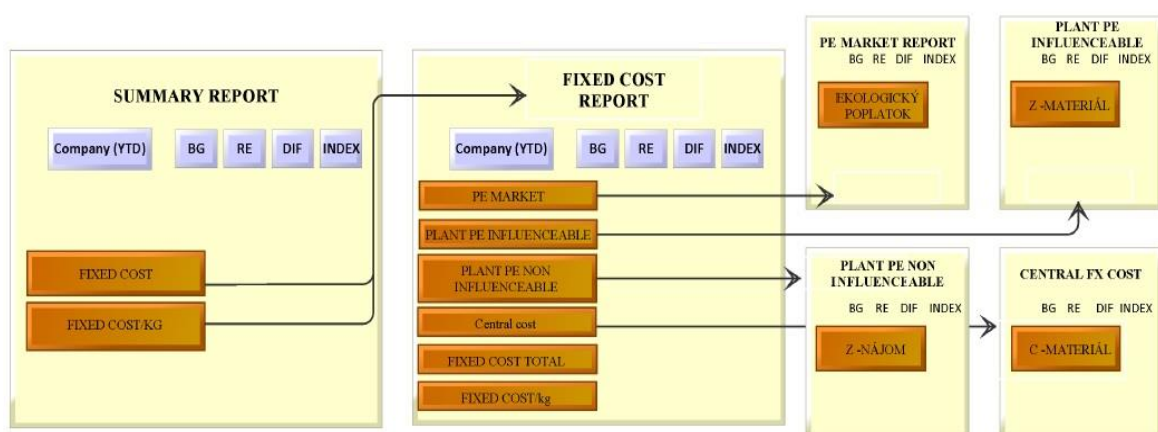 SUMMARY REPORT
Company (YTD) BG RE DIF INDEX
FIXED COST
FIXED COST/KG
FIXED COST
REPORT
Company (YTD) BG RE DIF INDEX
PE MARKET
PLANT PE INFLUENCEABLE
PLANT PE NON
INFLUENCEABLE
Central cost
FIXED COST TOTAL
FIXED COST/kg
PE MARKET REPORT
BG RE DIF INDEX
EKOLOGICKÝ
POPLATOK
PLANT PE
INFLUENCEABLE
BG RE DIF INDEX
Z -MATERIÁL
PLANT PE NON
INFLUENCEABLE
BG RE DIF INDEX
Z -NÁJOM
CENTRAL FX COST
BG RE DIF INDEX
C -MATERIÁL